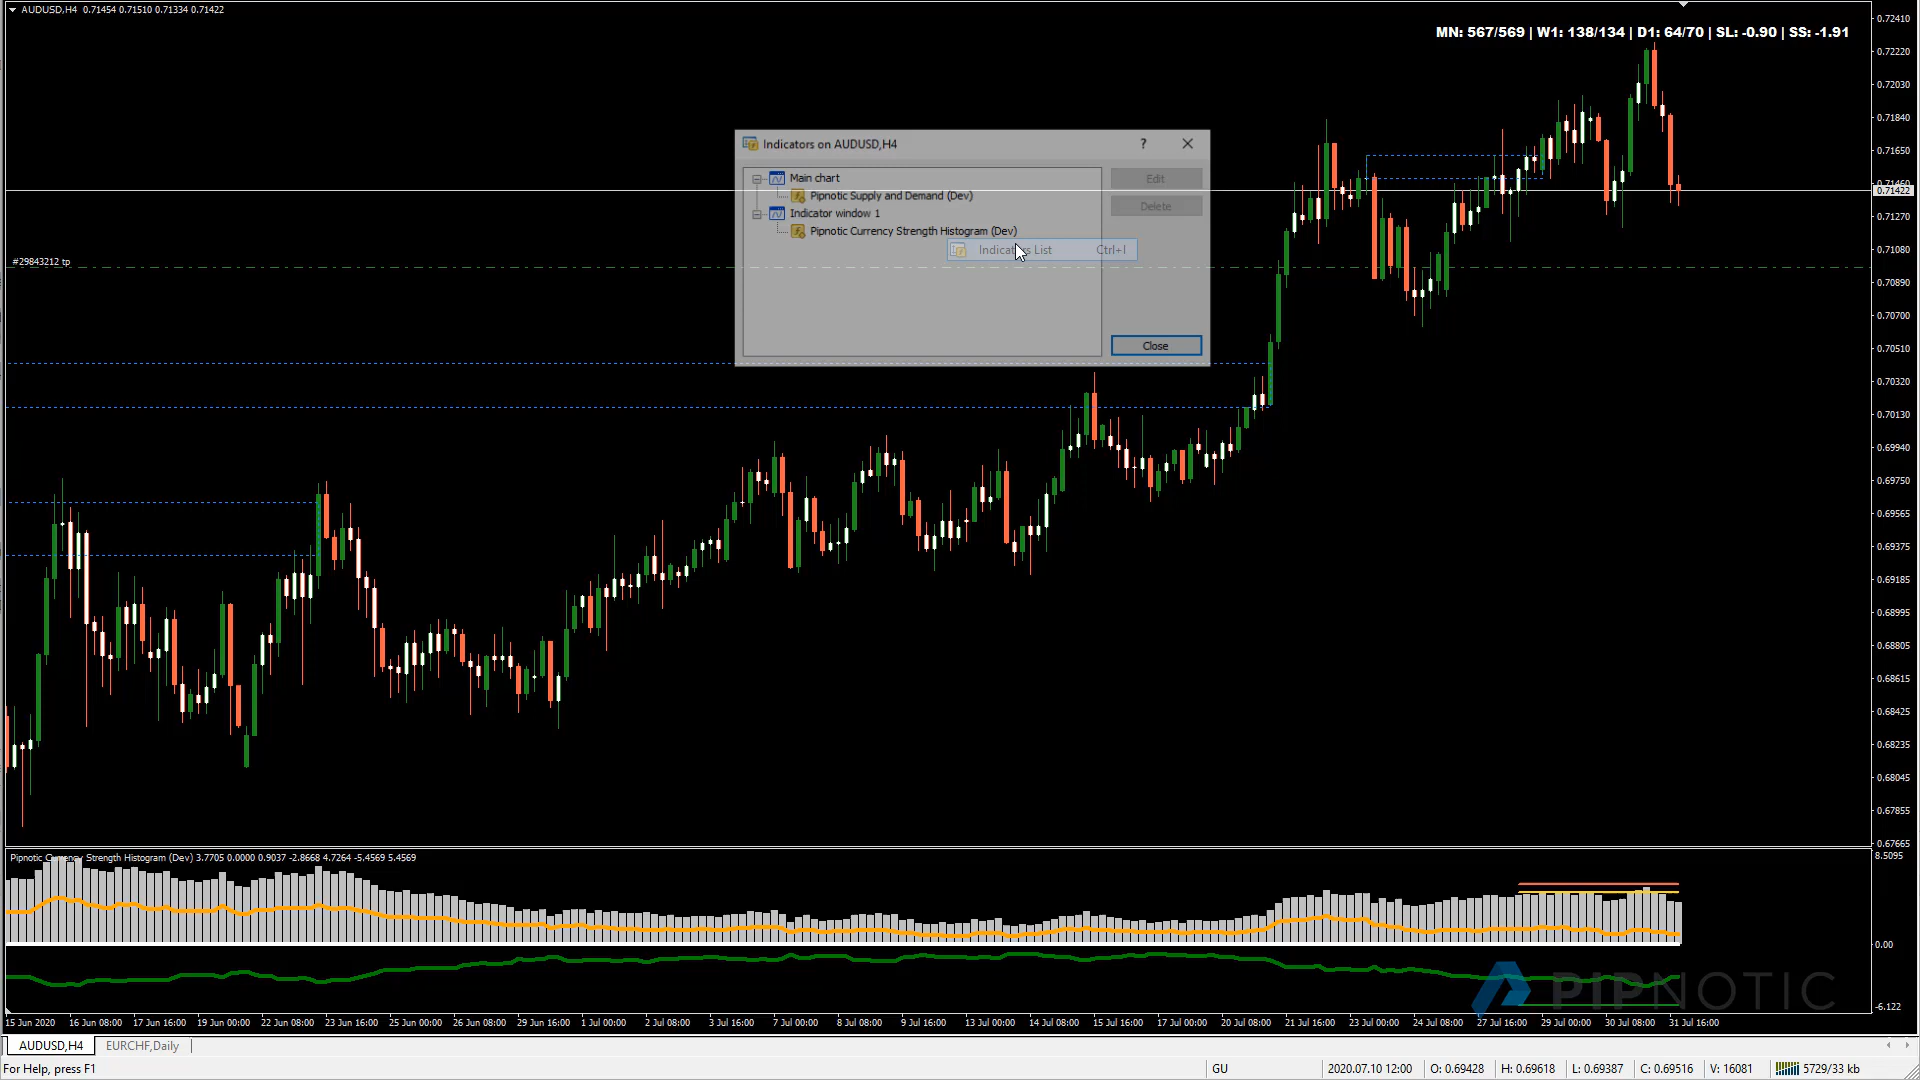 AUDUSD,H4 0.71454 0.71510 0.71334 0.71422
MN: 567/569 | W1: 138/134 | D1: 64/70 | SL: -0.90 | SS: -1.91
Indicators on AUDUSD,H4
?
Main chart
Pipnotic Supply and Demand (Dev)
Indicator window 1
Pipnotic Currency Strength Histogram (Dev)
Indicators List Ctrl+I
Edit
Delete
Close
#29843212 tp
0.72410
0.72220
0.72030
0.71840
0.71650
0.71422
0.71270
0.71080
0.70890
0.70700
0.70510
0.70320
0.70130
0.69940
0.69750
0.69565
0.69375
0.69185
0.68995
0.68805
0.68615
0.68425
0.68235
0.68045
0.67855
0.67665
Pipnotic Currency Strength Histogram (Dev) 3.7705 0.0000 0.9037 -2.8668 4.7264 -5.4569 5.4569
8.5095
0.00
-6.122
PIPNOTIC
15 Jun 2020 16 Jun 08:00 17 Jun 16:00 19 Jun 00:00 22 Jun 08:00 23 Jun 16:00 25 Jun 00:00 26 Jun 08:00 29 Jun 16:00 1 Jul 00:00 2 Jul 08:00 3 Jul 16:00 7 Jul 00:00 8 Jul 08:00 9 Jul 16:00 13 Jul 00:00 14 Jul 08:00 15 Jul 16:00 17 Jul 00:00 20 Jul 08:00 21 Jul 16:00 23 Jul 00:00 24 Jul 08:00 27 Jul 16:00 29 Jul 00:00 30 Jul 08:00 31 Jul 16:00
AUDUSD,H4 EURCHF,Daily
For Help, press F1
GU
2020.07.10 12:00 O: 0.69428 H: 0.69618 L: 0.69387 C: 0.69516 V: 16081 5729/33 kb